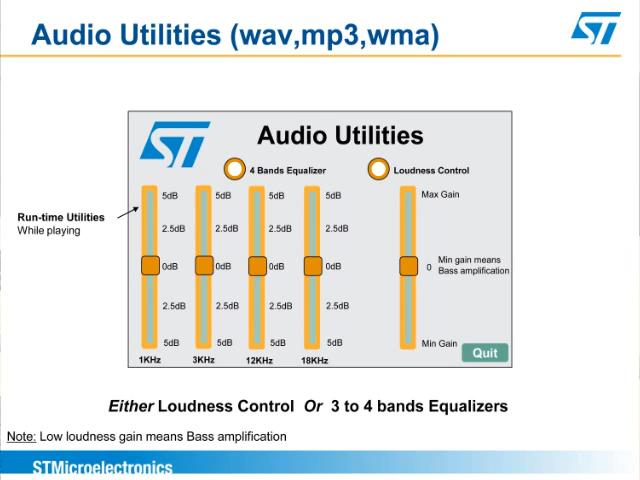 Audio Utilities (wav,mp3,wma)
ST
ST
Audio Utilities
4 Bands Equalizer
Loudness Control
5dB 5dB 5dB 5dB Max Gain
Run-time Utilities
While playing
2.5dB 2.5dB 2.5dB 2.5dB
0dB 0dB 0dB 0dB 0 Min gain means
Bass amplification
2.5dB 2.5dB 2.5dB 2.5dB
5dB 5dB 5dB 5dB Min Gain
Quit
1KHz 3KHz 12KHz 18KHz
Either Loudness Control Or 3 to 4 bands Equalizers
Note: Low loudness gain means Bass amplification
STMicroelectronics